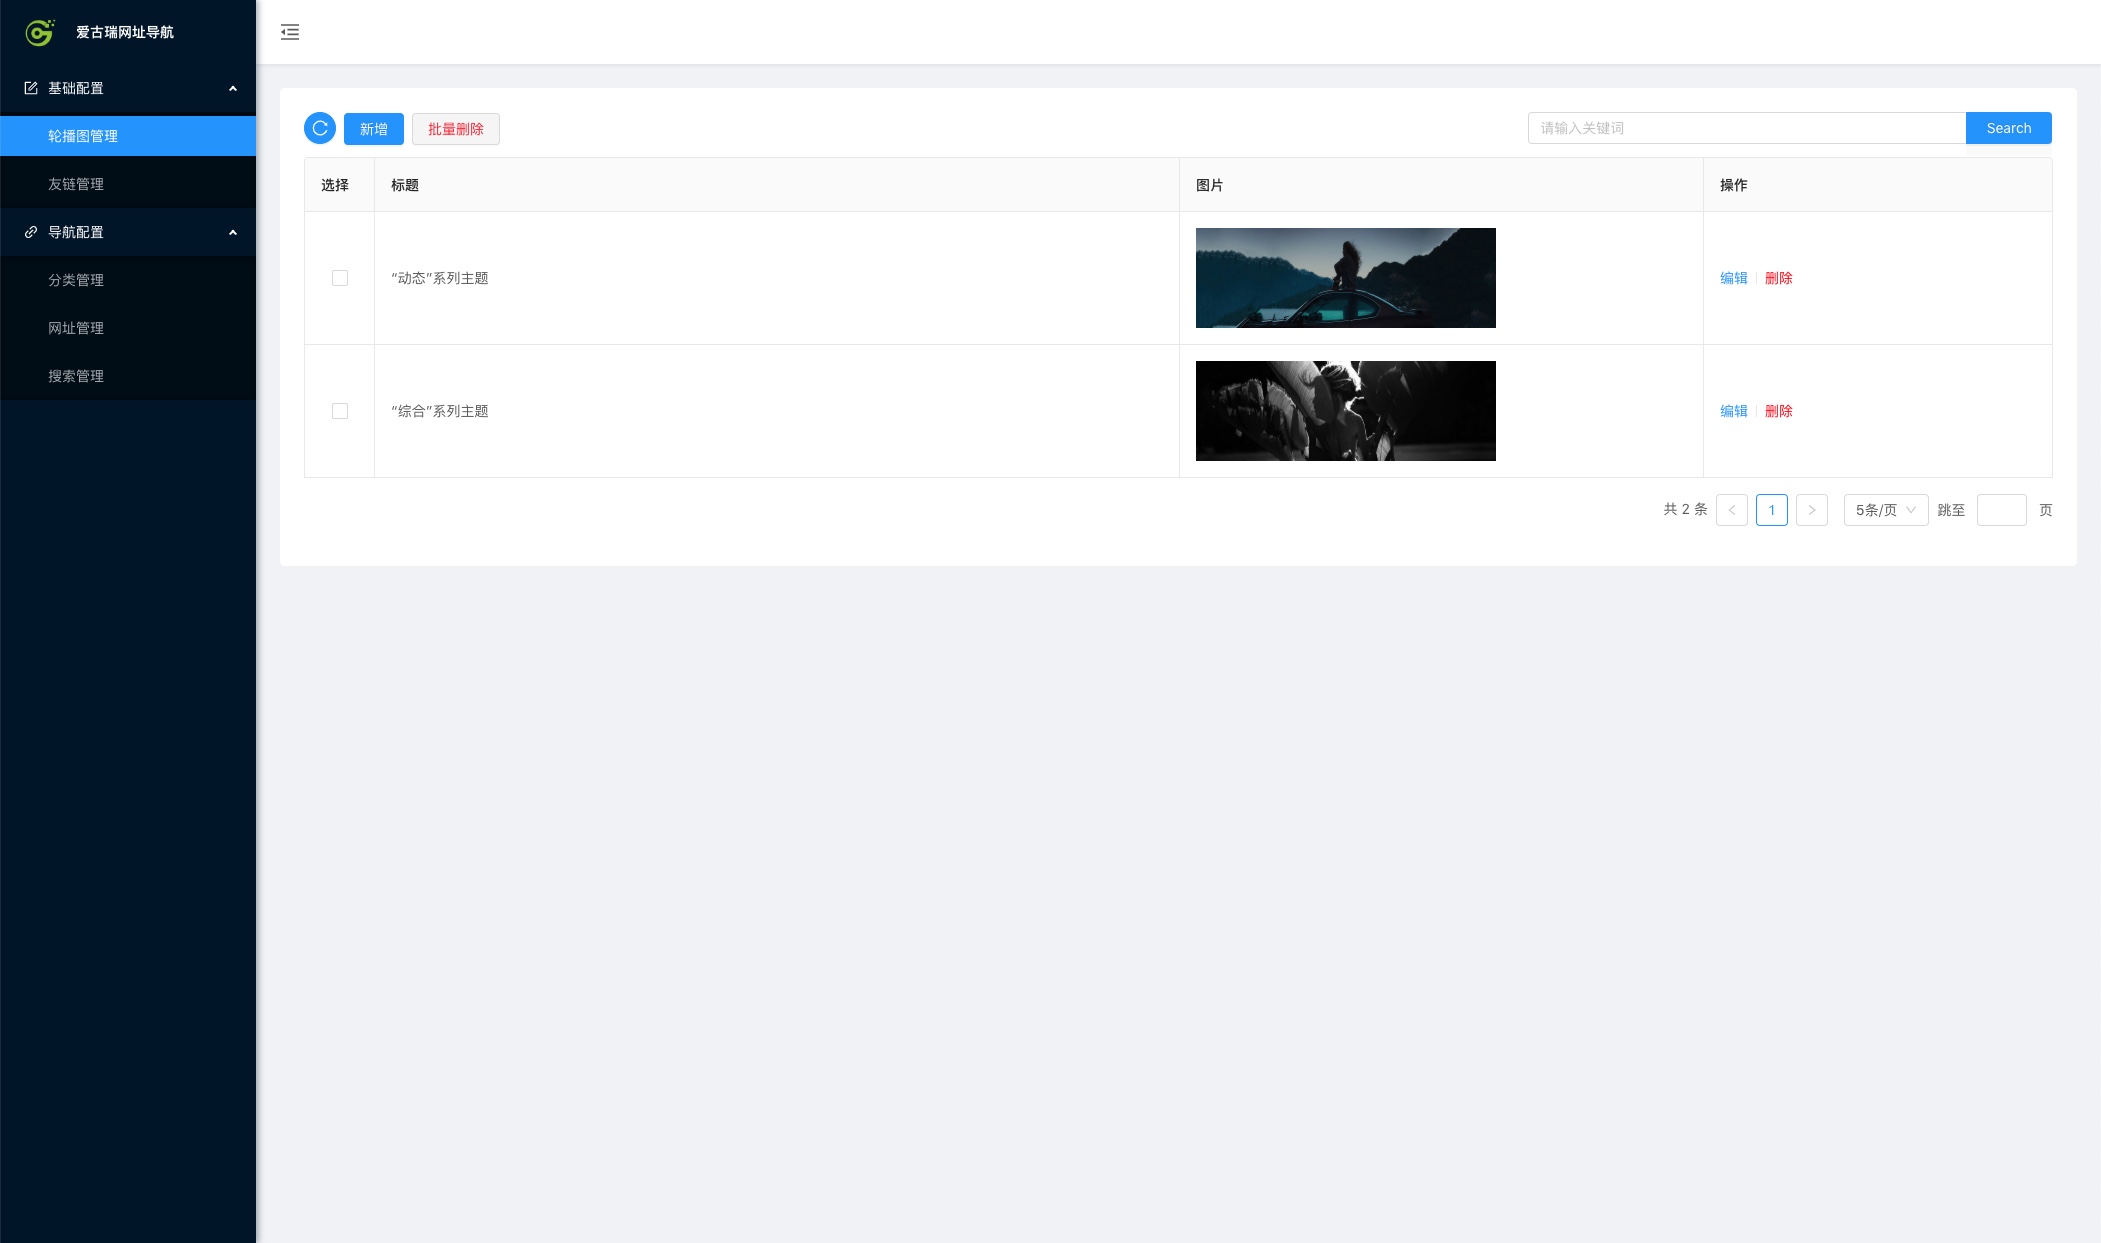 爱古瑞网址导航
基础配置
轮播图管理
友链管理
导航配置
分类管理
网址管理
搜索管理
新增 批量删除 请输入关键词 Search
选择 标题 图片 操作
“动态”系列主题 编辑 删除
“综合”系列主题 编辑 删除
共 2 条 1 5条/页 跳至 页